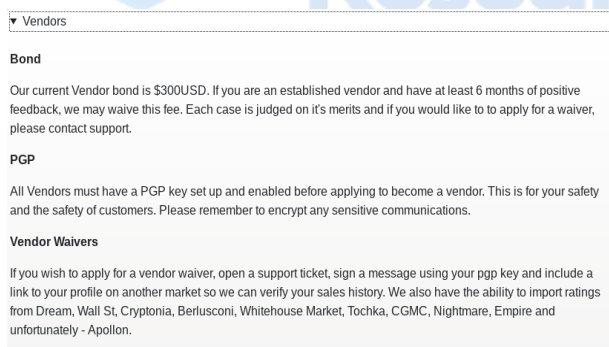 Vendors
Bond
Our current Vendor bond is $300USD. If you are an established vendor and have at least 6 months of positive
feedback, we may waive this fee. Each case is judged on it's merits and if you would like to to apply for a waiver,
please contact support.
PGP
All Vendors must have a PGP key set up and enabled before applying to become a vendor. This is for your safety
and the safety of customers. Please remember to encrypt any sensitive communications.
Vendor Waivers
If you wish to apply for a vendor waiver, open a support ticket, sign a message using your pgp key and include a
link to your profile on another market so we can verify your sales history. We also have the ability to import ratings
from Dream, Wall St, Cryptonia, Berlusconi, Whitehouse Market, Tochka, CGMC, Nightmare, Empire and
unfortunately - Apollon.